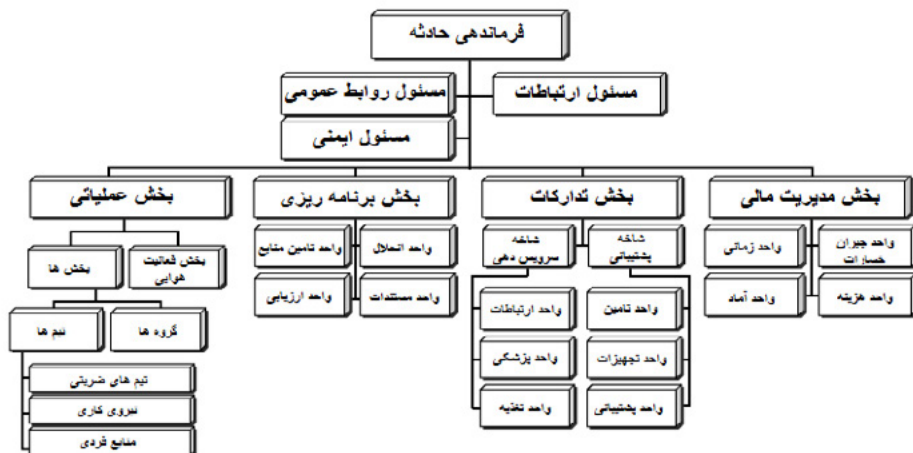 فرماندهی حادثه
مسئول ارتباطات
مسئول روابط عمومی
مسئول ایمنی
بخش مدیریت مالی
بخش تدارکات
بخش برنامه ریزی
بخش عملیاتی
واحد جبران
خسارات
واحد زمانی
واحد هزینه
واحد آماد
شاخه
پشتیبانی
شاخه
سرویس دهی
واحد تامین
واحد ارتباطات
واحد تجهیزات
واحد پزشکی
واحد پشتیبانی
واحد تغذیه
واحد انحلال
واحد تامین منابع
واحد مستندات
واحد ارزیابی
بخش فعالیت
هوایی
بخش ها
گروه ها
تیم ها
تیم های ضربتی
نیروی کاری
منابع فردی